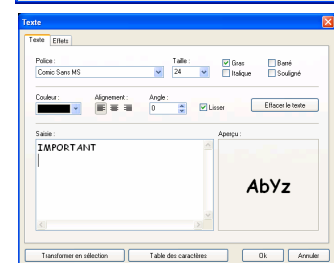 Texte
Texte Effets
Police : Taille :
Comic Sans MS 24 Gras Barré
Italique Souligné
Couleur : Alignement : Angle :
0 Lisser Effacer le texte
Saisie : Aperçu :
IMPORTANT
AbYz
Transformer en sélection Table des caractères Ok Annuler